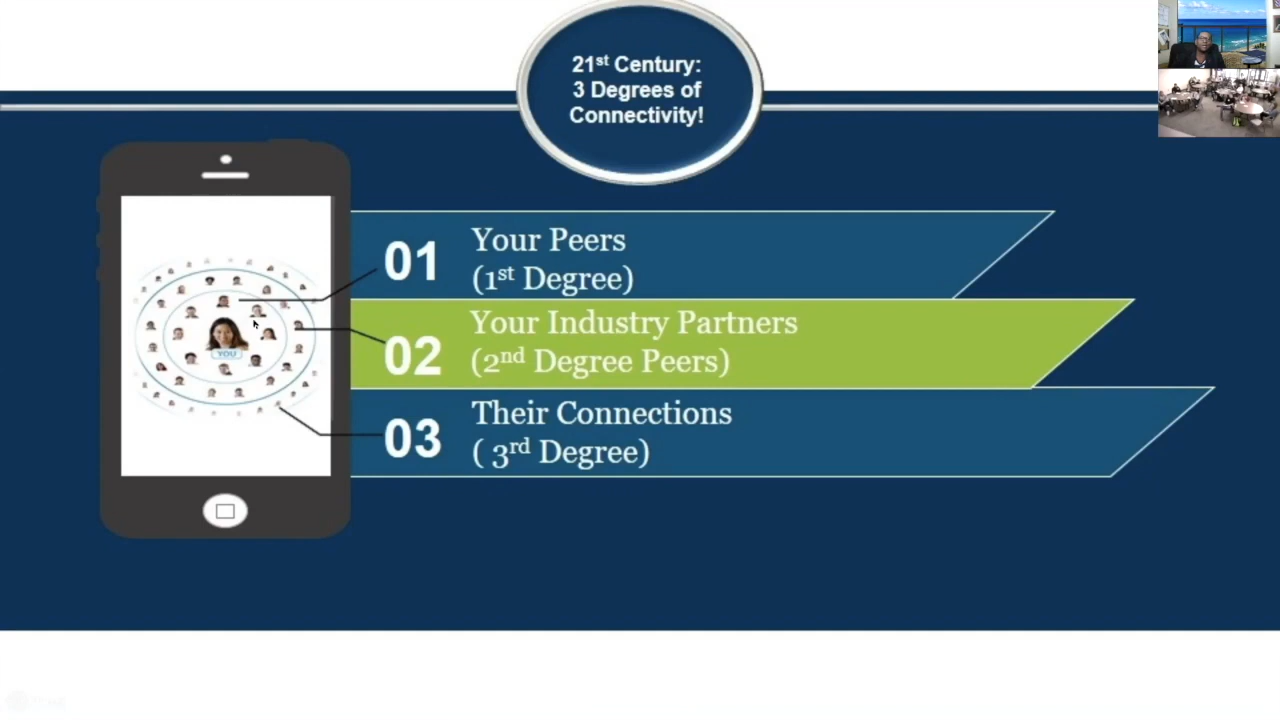 21st Century:
3 Degrees of
Connectivity!
01
Your Peers
(1st Degree)
02
Your Industry Partners
(2nd Degree Peers)
03
Their Connections
( 3rd Degree)
YOU